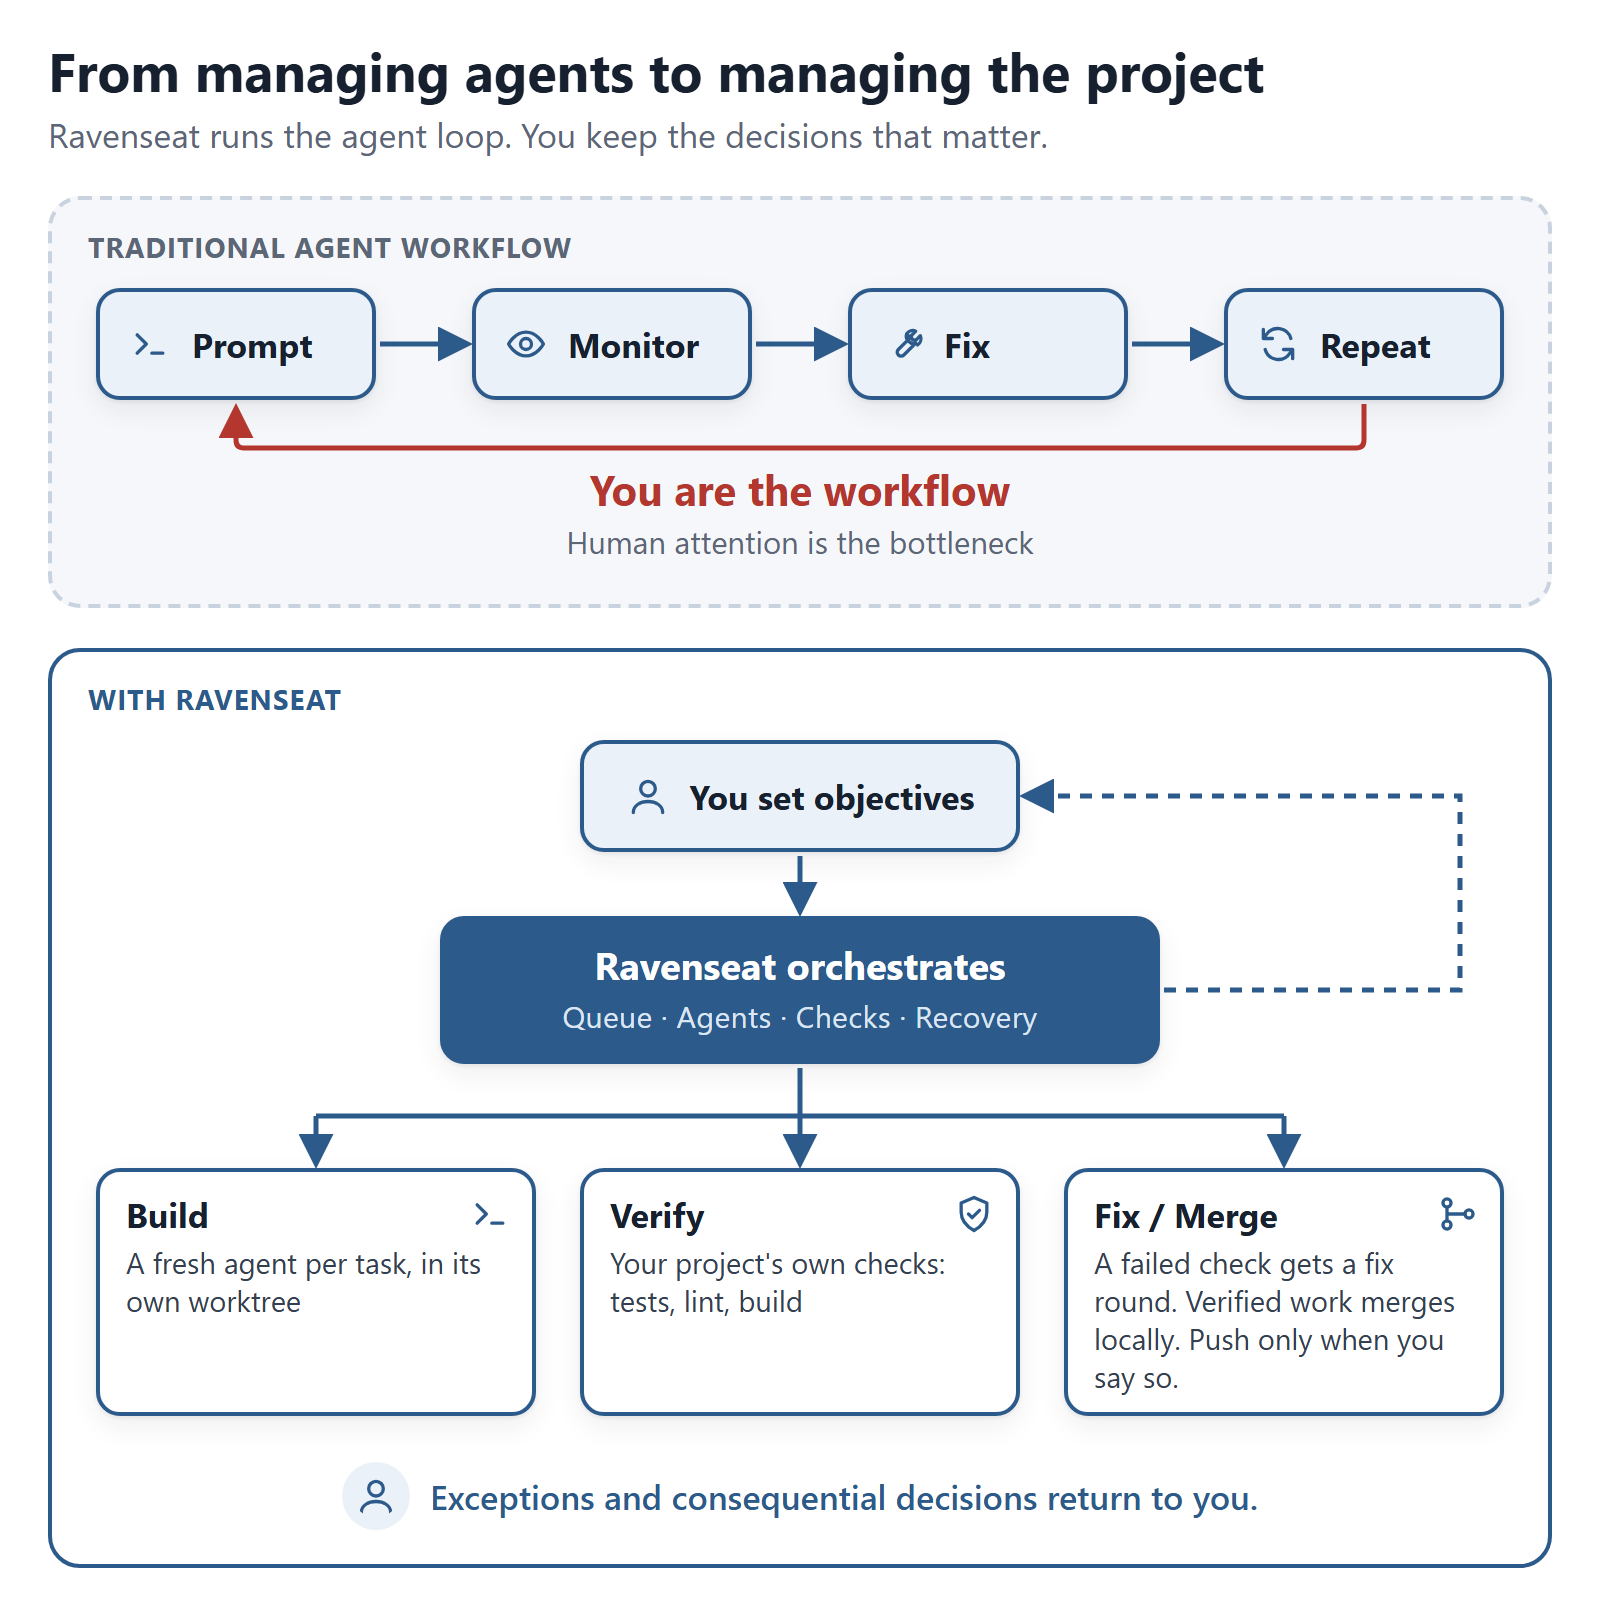 From managing agents to managing the project
Ravenseat runs the agent loop. You keep the decisions that matter.
TRADITIONAL AGENT WORKFLOW
Prompt
Monitor
Fix
Repeat
You are the workflow
Human attention is the bottleneck
WITH RAVENSEAT
You set objectives
Ravenseat orchestrates
Queue · Agents · Checks · Recovery
Build
A fresh agent per task, in its
own worktree
Verify
Your project's own checks:
tests, lint, build
Fix / Merge
A failed check gets a fix
round. Verified work merges
locally. Push only when you
say so.
Exceptions and consequential decisions return to you.